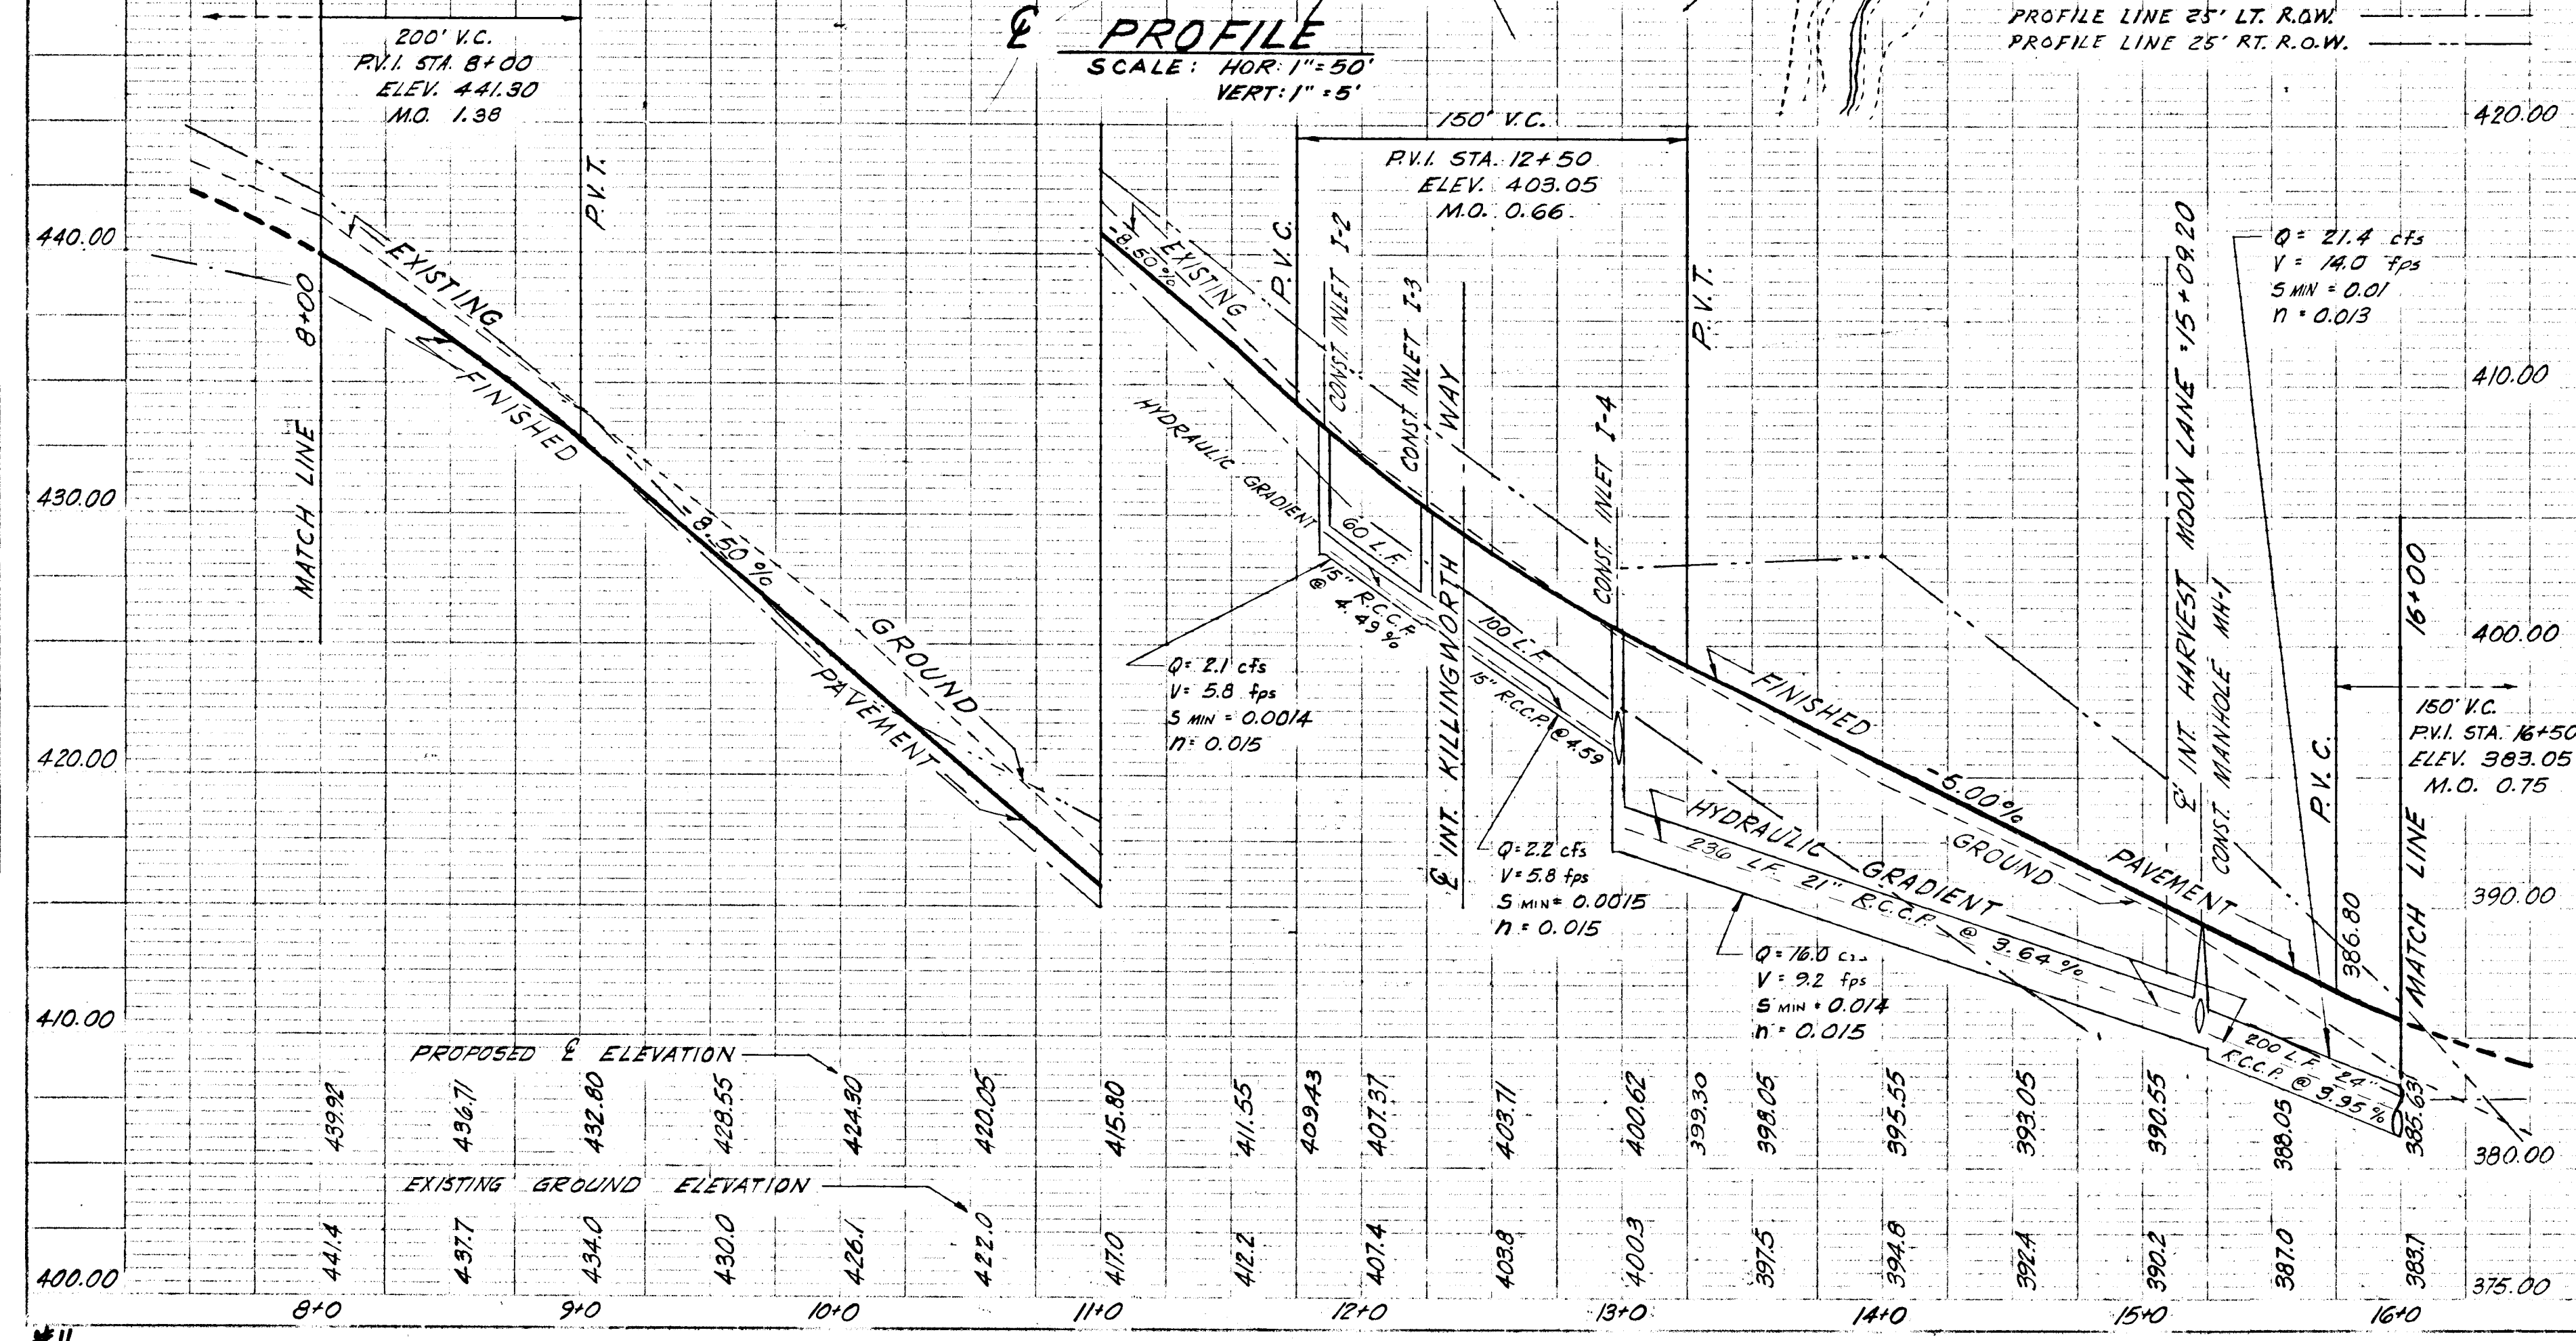 ℄ PROFILE
SCALE: HOR: 1"=50'
VERT: 1"=5'
PROFILE LINE 25' LT. R.O.W.
PROFILE LINE 25' RT. R.O.W.
200' V.C.
P.V.I. STA. 8+00
ELEV. 441.30
M.O. 1.38
P.V.T.
MATCH LINE 8+00
EXISTING
FINISHED
-8.50%
GROUND
PAVEMENT
440.00
430.00
420.00
410.00
400.00
150' V.C.
P.V.I. STA. 12+50
ELEV. 403.05
M.O. 0.66
-8.50%
EXISTING
P.V.C.
CONST. INLET I-2
CONST. INLET I-3
℄ INT. KILLINGWORTH WAY
CONST. INLET I-4
P.V.T.
HYDRAULIC GRADIENT
60 L.F.
15" R.C.C.P.
@ 4.49%
100 L.F.
15" R.C.C.P. @ 4.59
Q= 2.1 cfs
V= 5.8 fps
S MIN = 0.0014
n= 0.015
Q= 2.2 cfs
V= 5.8 fps
S MIN = 0.0015
n= 0.015
FINISHED
-5.00%
PAVEMENT
GROUND
HYDRAULIC GRADIENT
236 L.F. 21" R.C.C.P. @ 3.64%
Q= 16.0
V= 9.2 fps
S MIN = 0.014
n= 0.015
℄ INT. HARVEST MOON LANE = 15+09.20
CONST. MANHOLE MH-1
Q= 21.4 cfs
V= 14.0 fps
S MIN = 0.01
n= 0.013
200 L.F. 24"
R.C.C.P. @ 3.95%
P.V.C.
386.80
MATCH LINE 16+00
150' V.C.
P.V.I. STA. 16+50
ELEV. 383.05
M.O. 0.75
420.00
410.00
400.00
390.00
380.00
375.00
PROPOSED ℄ ELEVATION
439.92 436.71 432.80 428.55 424.30 420.05 415.80 411.55 409.43 407.37 403.71 400.62 399.30 398.05 395.55 393.05 390.55 388.05 385.63
EXISTING GROUND ELEVATION
441.4 437.7 434.0 430.0 426.1 422.0 417.0 412.2 407.4 403.8 400.3 397.5 394.8 392.4 390.2 387.0 383.7
8+0 9+0 10+0 11+0 12+0 13+0 14+0 15+0 16+0
#11